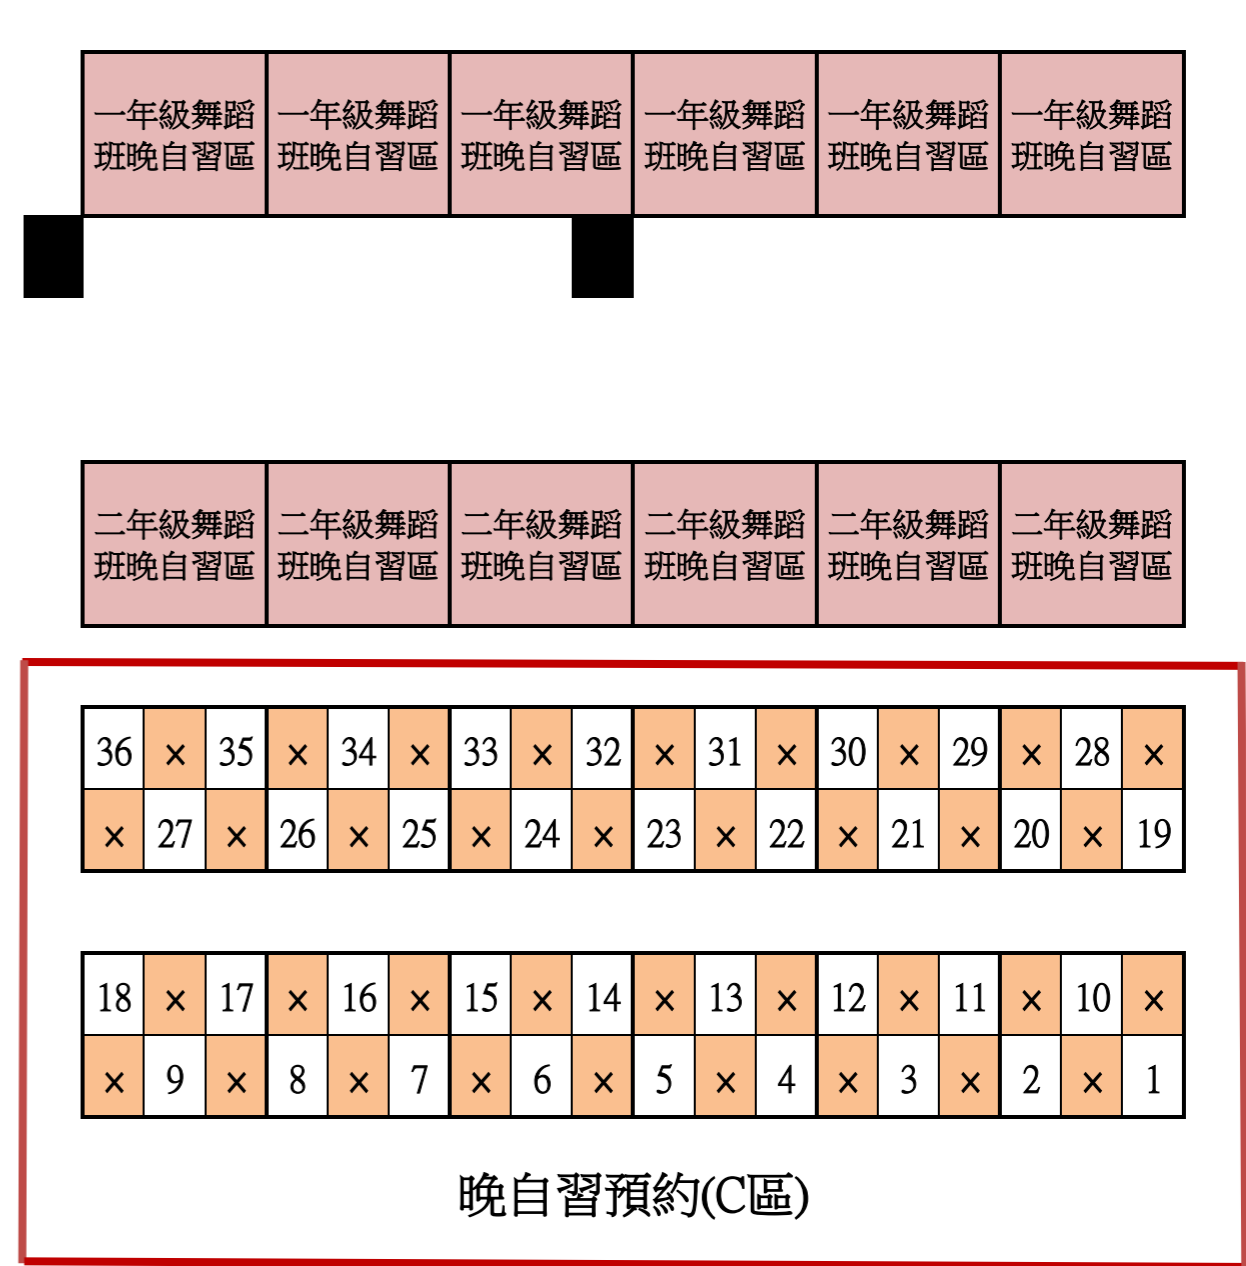 一年級舞蹈 一年級舞蹈 一年級舞蹈 一年級舞蹈 一年級舞蹈 一年級舞蹈
班晚自習區 班晚自習區 班晚自習區 班晚自習區 班晚自習區 班晚自習區
二年級舞蹈 二年級舞蹈 二年級舞蹈 二年級舞蹈 二年級舞蹈 二年級舞蹈
班晚自習區 班晚自習區 班晚自習區 班晚自習區 班晚自習區 班晚自習區
36 × 35 × 34 × 33 × 32 × 31 × 30 × 29 × 28 ×
× 27 × 26 × 25 × 24 × 23 × 22 × 21 × 20 × 19
18 × 17 × 16 × 15 × 14 × 13 × 12 × 11 × 10 ×
× 9 × 8 × 7 × 6 × 5 × 4 × 3 × 2 × 1
晚自習預約(C區)